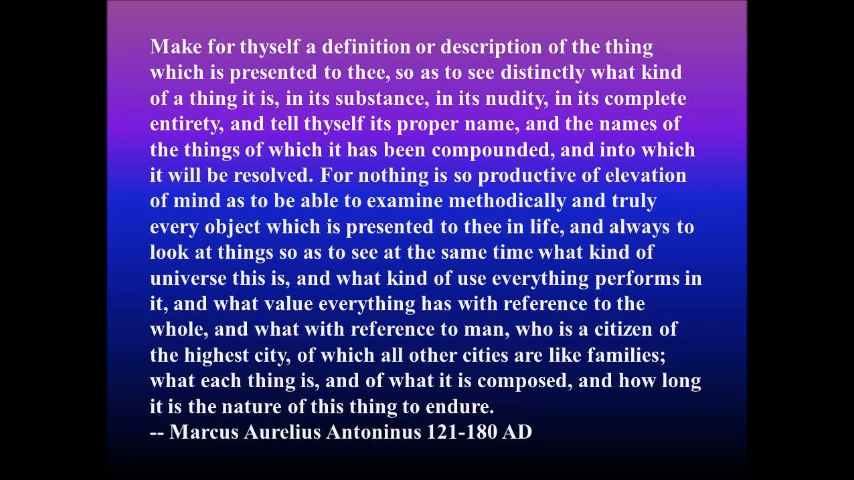 Make for thyself a definition or description of the thing
which is presented to thee, so as to see distinctly what kind
of a thing it is, in its substance, in its nudity, in its complete
entirety, and tell thyself its proper name, and the names of
the things of which it has been compounded, and into which
it will be resolved. For nothing is so productive of elevation
of mind as to be able to examine methodically and truly
every object which is presented to thee in life, and always to
look at things so as to see at the same time what kind of
universe this is, and what kind of use everything performs in
it, and what value everything has with reference to the
whole, and what with reference to man, who is a citizen of
the highest city, of which all other cities are like families;
what each thing is, and of what it is composed, and how long
it is the nature of this thing to endure.
-- Marcus Aurelius Antoninus 121-180 AD